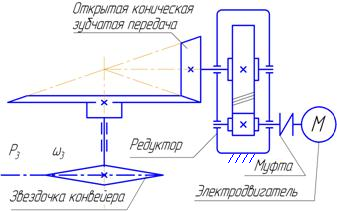 Открытая коническая
зубчатая передача
M
Редуктор
P3 ω3
Муфта
Звездочка конвейера
Электродвигатель